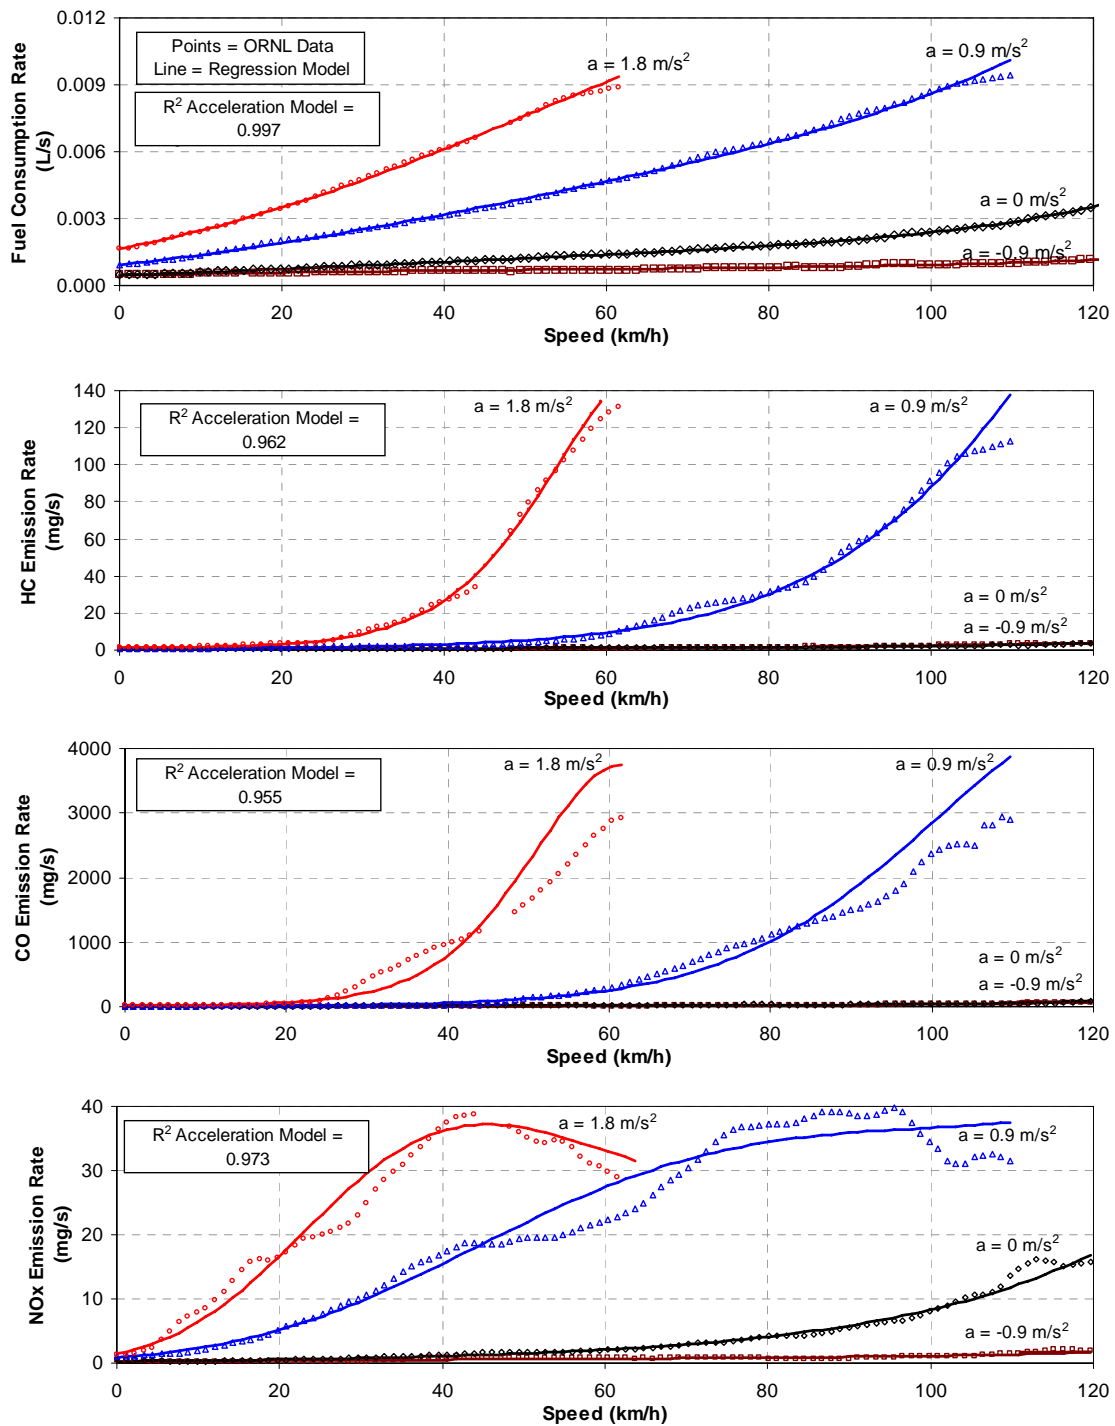 0.012
Points = ORNL Data
Line = Regression Model
a = 1.8 m/s²
a = 0.9 m/s²
0.009
R² Acceleration Model =
0.997
0.006
0.003
a = 0 m/s²
a = -0.9 m/s²
0.000
Fuel Consumption Rate
(L/s)
0 20 40 60 80 100 120
Speed (km/h)
140
a = 1.8 m/s²
a = 0.9 m/s²
R² Acceleration Model =
0.962
120
100
80
60
40
20
a = 0 m/s²
a = -0.9 m/s²
0
HC Emission Rate
(mg/s)
0 20 40 60 80 100 120
Speed (km/h)
4000
R² Acceleration Model =
0.955
a = 1.8 m/s²
a = 0.9 m/s²
3000
2000
1000
a = 0 m/s²
a = -0.9 m/s²
0
CO Emission Rate
(mg/s)
0 20 40 60 80 100 120
Speed (km/h)
40
R² Acceleration Model =
0.973
a = 1.8 m/s²
a = 0.9 m/s²
30
20
a = 0 m/s²
10
a = -0.9 m/s²
0
NOx Emission Rate
(mg/s)
0 20 40 60 80 100 120
Speed (km/h)